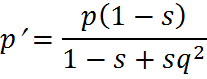 p′ = p(1 − s) / (1 − s + sq²)